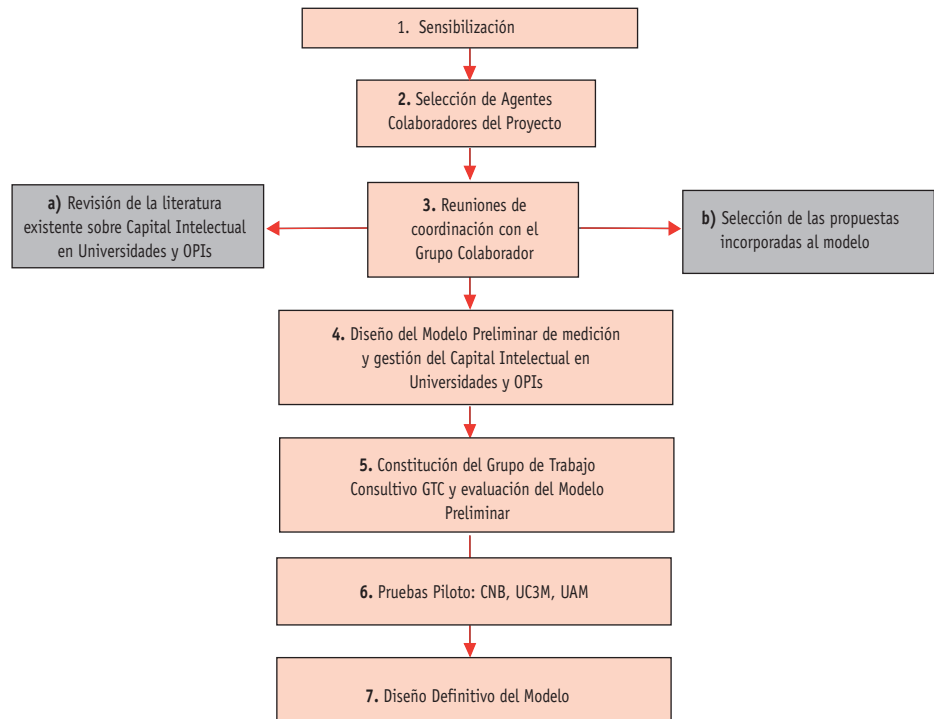 1. Sensibilización
2. Selección de Agentes
Colaboradores del Proyecto
a) Revisión de la literatura
existente sobre Capital Intelectual
en Universidades y OPIs
3. Reuniones de
coordinación con el
Grupo Colaborador
b) Selección de las propuestas
incorporadas al modelo
4. Diseño del Modelo Preliminar de medición
y gestión del Capital Intelectual en
Universidades y OPIs
5. Constitución del Grupo de Trabajo
Consultivo GTC y evaluación del Modelo
Preliminar
6. Pruebas Piloto: CNB, UC3M, UAM
7. Diseño Definitivo del Modelo